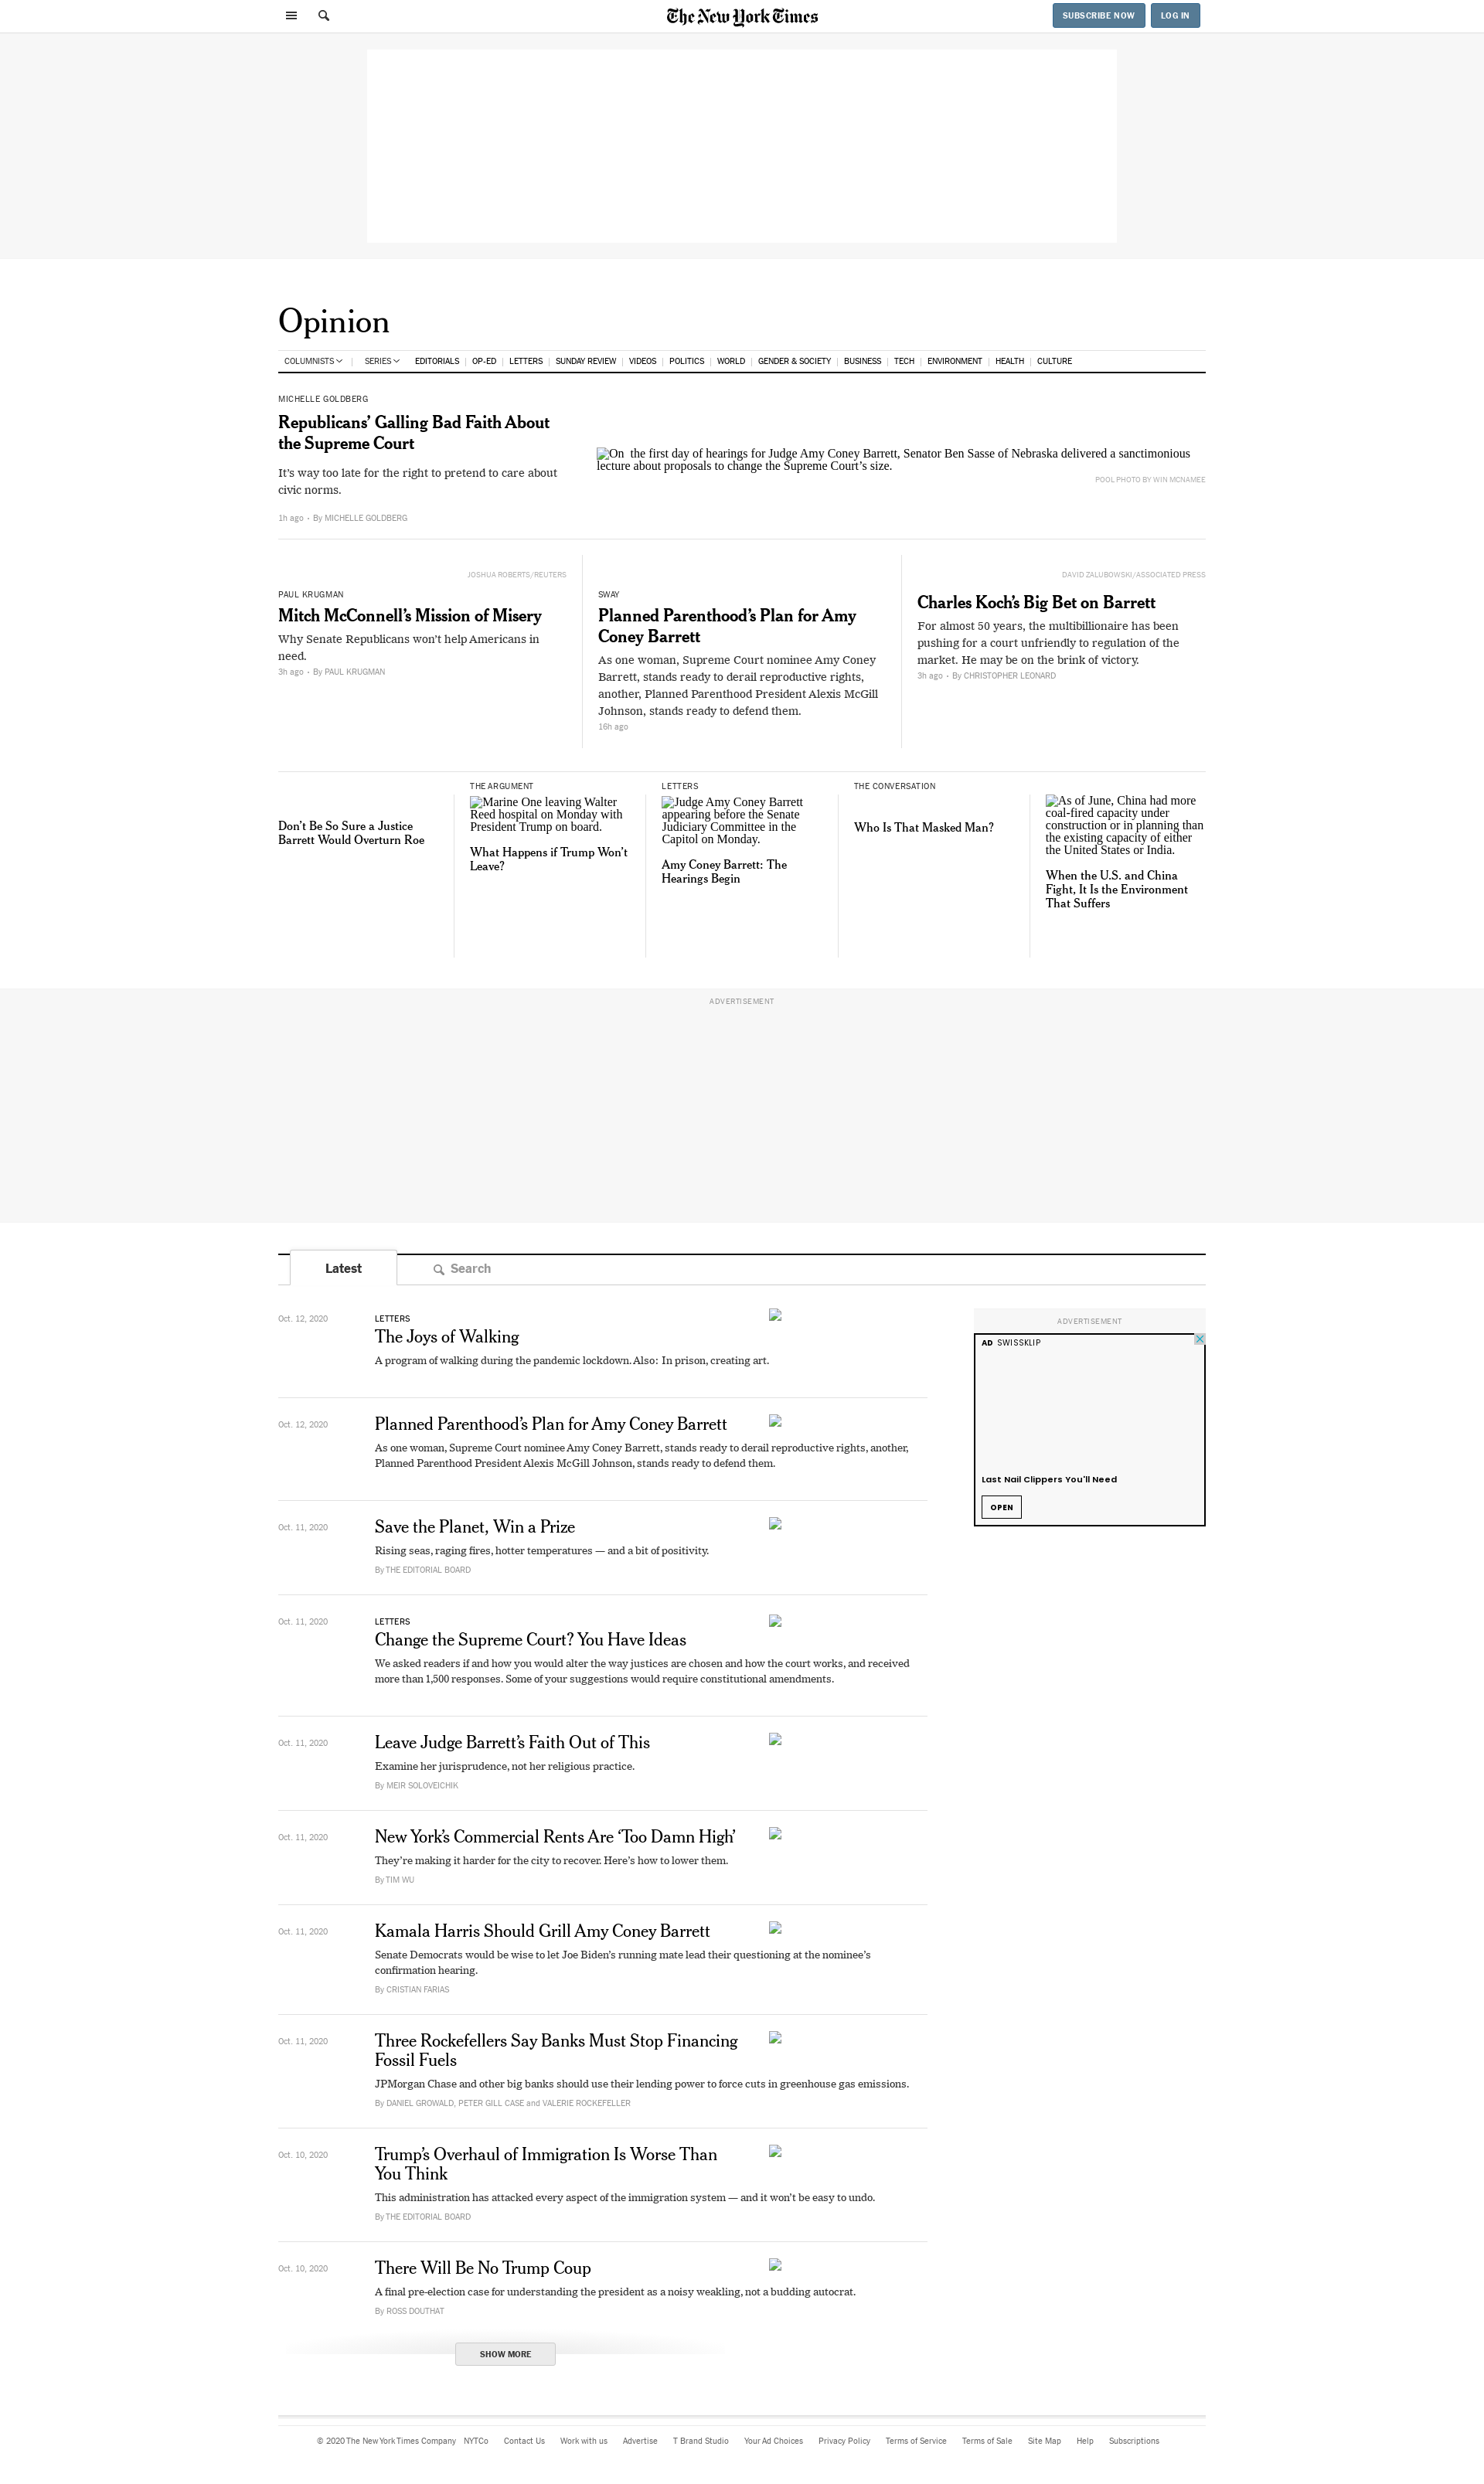 The New York Times
SUBSCRIBE NOW
LOG IN
Opinion
COLUMNISTS SERIES EDITORIALS OP-ED LETTERS SUNDAY REVIEW VIDEOS POLITICS WORLD GENDER & SOCIETY BUSINESS TECH ENVIRONMENT HEALTH CULTURE
MICHELLE GOLDBERG
Republicans’ Galling Bad Faith About
the Supreme Court
It’s way too late for the right to pretend to care about
civic norms.
1h ago • By MICHELLE GOLDBERG
On the first day of hearings for Judge Amy Coney Barrett, Senator Ben Sasse of Nebraska delivered a sanctimonious
lecture about proposals to change the Supreme Court’s size.
POOL PHOTO BY WIN MCNAMEE
JOSHUA ROBERTS/REUTERS
PAUL KRUGMAN
Mitch McConnell’s Mission of Misery
Why Senate Republicans won’t help Americans in
need.
3h ago • By PAUL KRUGMAN
SWAY
Planned Parenthood’s Plan for Amy
Coney Barrett
As one woman, Supreme Court nominee Amy Coney
Barrett, stands ready to derail reproductive rights,
another, Planned Parenthood President Alexis McGill
Johnson, stands ready to defend them.
16h ago
DAVID ZALUBOWSKI/ASSOCIATED PRESS
Charles Koch’s Big Bet on Barrett
For almost 50 years, the multibillionaire has been
pushing for a court unfriendly to regulation of the
market. He may be on the brink of victory.
3h ago • By CHRISTOPHER LEONARD
Don’t Be So Sure a Justice
Barrett Would Overturn Roe
THE ARGUMENT
Marine One leaving Walter
Reed hospital on Monday with
President Trump on board.
What Happens if Trump Won’t
Leave?
LETTERS
Judge Amy Coney Barrett
appearing before the Senate
Judiciary Committee in the
Capitol on Monday.
Amy Coney Barrett: The
Hearings Begin
THE CONVERSATION
Who Is That Masked Man?
As of June, China had more
coal-fired capacity under
construction or in planning than
the existing capacity of either
the United States or India.
When the U.S. and China
Fight, It Is the Environment
That Suffers
ADVERTISEMENT
Latest
Search
Oct. 12, 2020
LETTERS
The Joys of Walking
A program of walking during the pandemic lockdown. Also: In prison, creating art.
Oct. 12, 2020
Planned Parenthood’s Plan for Amy Coney Barrett
As one woman, Supreme Court nominee Amy Coney Barrett, stands ready to derail reproductive rights, another,
Planned Parenthood President Alexis McGill Johnson, stands ready to defend them.
Oct. 11, 2020
Save the Planet, Win a Prize
Rising seas, raging fires, hotter temperatures — and a bit of positivity.
By THE EDITORIAL BOARD
Oct. 11, 2020
LETTERS
Change the Supreme Court? You Have Ideas
We asked readers if and how you would alter the way justices are chosen and how the court works, and received
more than 1,500 responses. Some of your suggestions would require constitutional amendments.
Oct. 11, 2020
Leave Judge Barrett’s Faith Out of This
Examine her jurisprudence, not her religious practice.
By MEIR SOLOVEICHIK
Oct. 11, 2020
New York’s Commercial Rents Are ‘Too Damn High’
They’re making it harder for the city to recover. Here’s how to lower them.
By TIM WU
Oct. 11, 2020
Kamala Harris Should Grill Amy Coney Barrett
Senate Democrats would be wise to let Joe Biden’s running mate lead their questioning at the nominee’s
confirmation hearing.
By CRISTIAN FARIAS
Oct. 11, 2020
Three Rockefellers Say Banks Must Stop Financing
Fossil Fuels
JPMorgan Chase and other big banks should use their lending power to force cuts in greenhouse gas emissions.
By DANIEL GROWALD, PETER GILL CASE and VALERIE ROCKEFELLER
Oct. 10, 2020
Trump’s Overhaul of Immigration Is Worse Than
You Think
This administration has attacked every aspect of the immigration system — and it won’t be easy to undo.
By THE EDITORIAL BOARD
Oct. 10, 2020
There Will Be No Trump Coup
A final pre-election case for understanding the president as a noisy weakling, not a budding autocrat.
By ROSS DOUTHAT
SHOW MORE
ADVERTISEMENT
AD SWISSKLIP
Last Nail Clippers You'll Need
OPEN
© 2020 The New York Times Company NYTCo Contact Us Work with us Advertise T Brand Studio Your Ad Choices Privacy Policy Terms of Service Terms of Sale Site Map Help Subscriptions